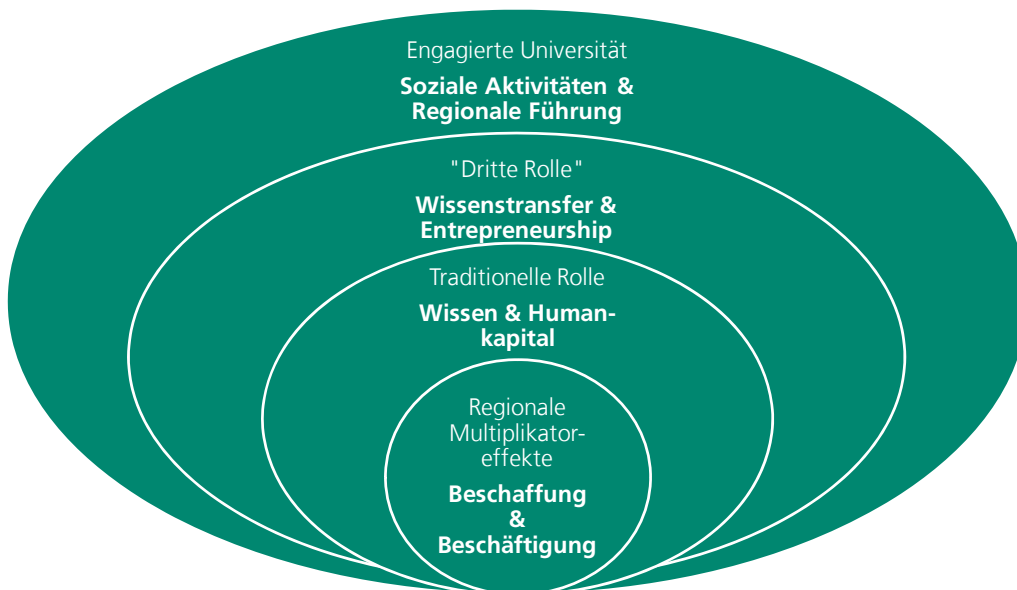 Engagierte Universität
Soziale Aktivitäten &
Regionale Führung
"Dritte Rolle"
Wissenstransfer &
Entrepreneurship
Traditionelle Rolle
Wissen & Human-
kapital
Regionale
Multiplikator-
effekte
Beschaffung
&
Beschäftigung